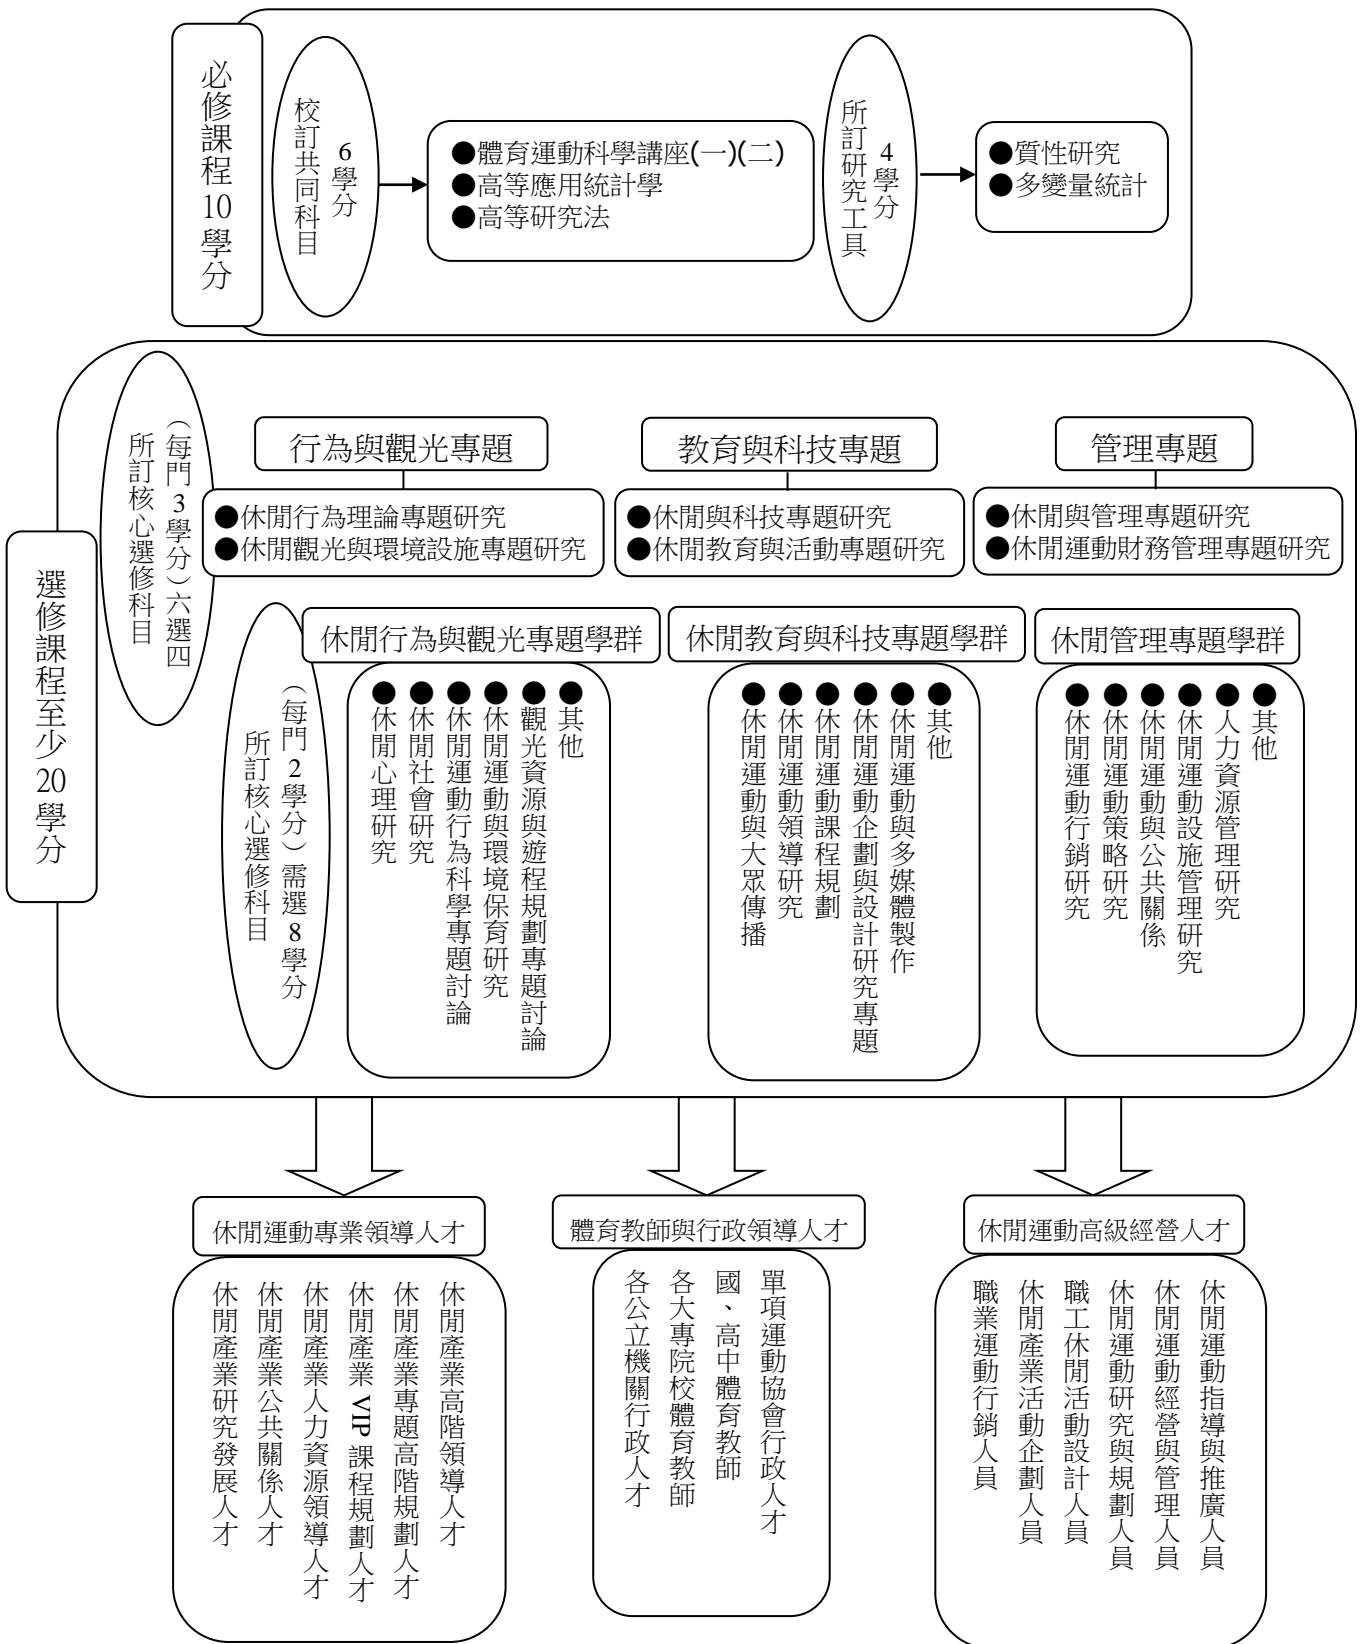 必修課程10學分
校訂共同科目
6學分
●體育運動科學講座(一)(二)
●高等應用統計學
●高等研究法
所訂研究工具
4學分
●質性研究
●多變量統計
選修課程至少20學分
所訂核心選修科目
（每門3學分）六選四
行為與觀光專題
●休閒行為理論專題研究
●休閒觀光與環境設施專題研究
教育與科技專題
●休閒與科技專題研究
●休閒教育與活動專題研究
管理專題
●休閒與管理專題研究
●休閒運動財務管理專題研究
所訂核心選修科目
（每門2學分）需選8學分
休閒行為與觀光專題學群
●休閒心理研究
●休閒社會研究
●休閒運動行為科學專題討論
●休閒運動與環境保育研究
●觀光資源與遊程規劃專題討論
●其他
休閒教育與科技專題學群
●休閒運動與大眾傳播
●休閒運動領導研究
●休閒運動課程規劃
●休閒運動企劃與設計研究專題
●休閒運動與多媒體製作
●其他
休閒管理專題學群
●休閒運動行銷研究
●休閒運動策略研究
●休閒運動與公共關係
●休閒運動設施管理研究
●人力資源管理研究
●其他
休閒運動專業領導人才
休閒產業研究發展人才
休閒產業公共關係人才
休閒產業人力資源領導人才
休閒產業VIP課程規劃人才
休閒產業專題高階規劃人才
休閒產業高階領導人才
體育教師與行政領導人才
各公立機關行政人才
各大專院校體育教師
國、高中體育教師
單項運動協會行政人才
休閒運動高級經營人才
職業運動行銷人員
休閒產業活動企劃人員
職工休閒活動設計人員
休閒運動研究與規劃人員
休閒運動經營與管理人員
休閒運動指導與推廣人員